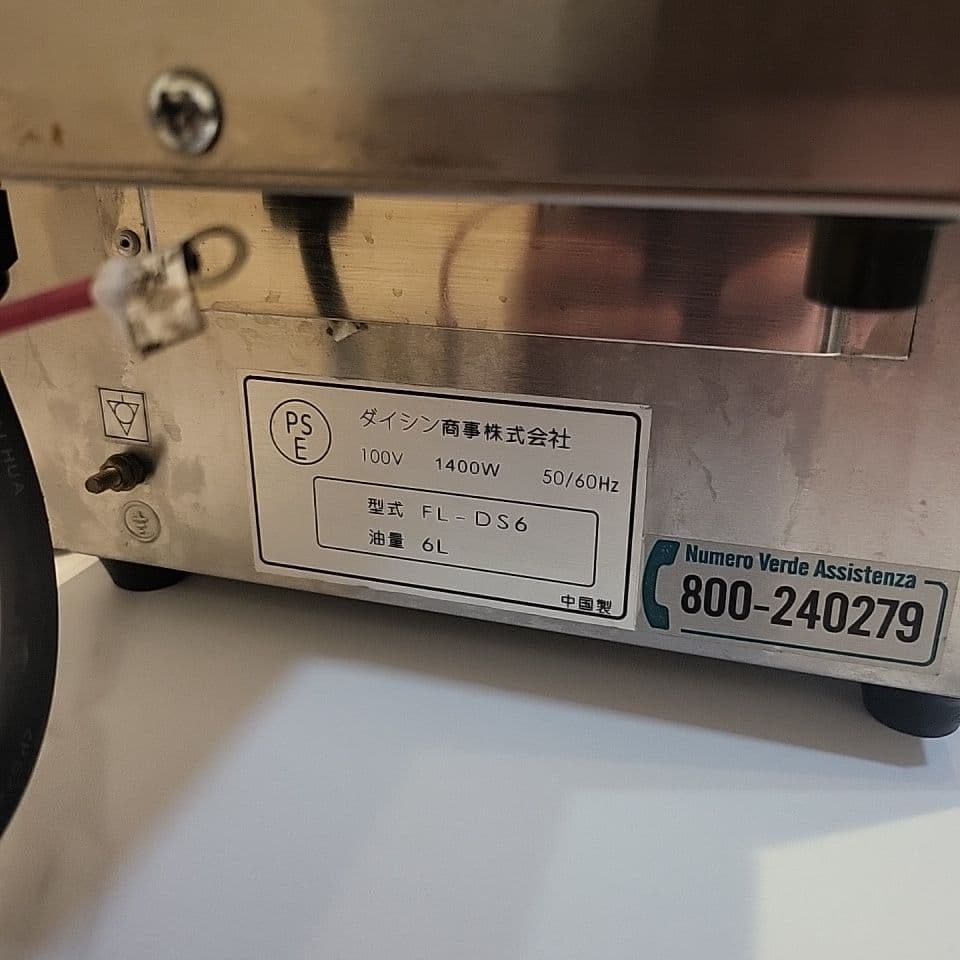 PS
E
ダイシン商事株式会社
100V 1400W 50/60Hz
型式 FL-DS6
油量 6L
中国製
Numero Verde Assistenza
800-240279
HUA